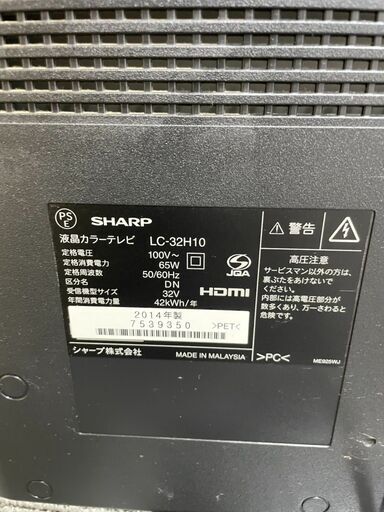 PS
E
SHARP
液晶カラーテレビ LC-32H10
定格電圧 100V~
定格消費電力 65W
定格周波数 50/60Hz
区分名 DN
受信機型サイズ 32V
年間消費電力量 42kWh/年
JQA
HDMI
2014年製
7539350
>PET<
シャープ株式会社
MADE IN MALAYSIA
警告
高圧注意
サービスマン以外の方は、
裏ぶたをあけないでください。
内部には高電圧部分が
数多くあり、万一さわると
危険です。
>PC<
ME925WJ